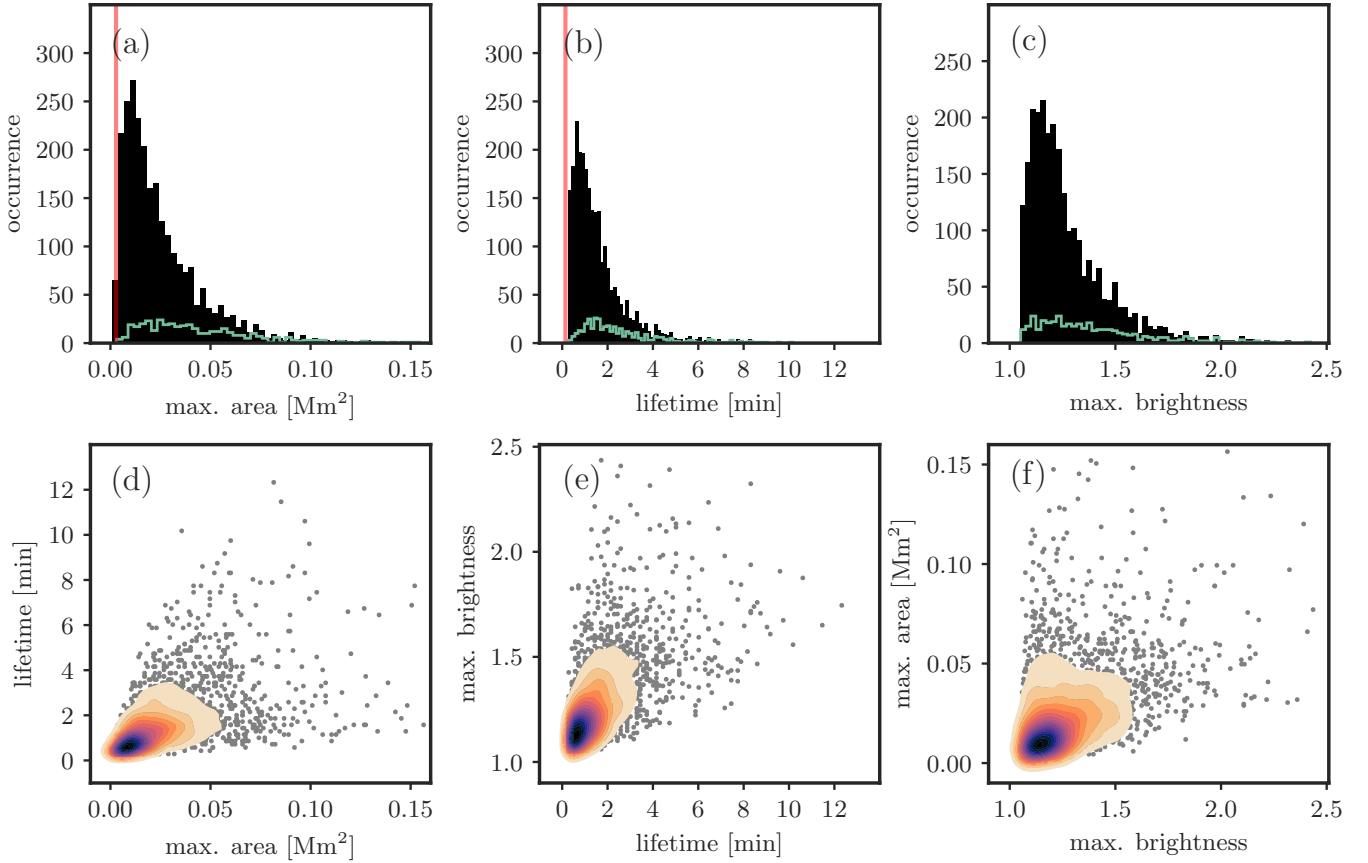 (a)
occurrence
350
300
250
200
150
100
50
0
0.00 0.05 0.10 0.15
max. area [Mm²]
(b)
occurrence
350
300
250
200
150
100
50
0
0 2 4 6 8 10 12
lifetime [min]
(c)
occurrence
250
200
150
100
50
0
1.0 1.5 2.0 2.5
max. brightness
(d)
lifetime [min]
12
10
8
6
4
2
0
0.00 0.05 0.10 0.15
max. area [Mm²]
(e)
max. brightness
2.5
2.0
1.5
1.0
0 2 4 6 8 10 12
lifetime [min]
(f)
max. area [Mm²]
0.15
0.10
0.05
0.00
1.0 1.5 2.0 2.5
max. brightness